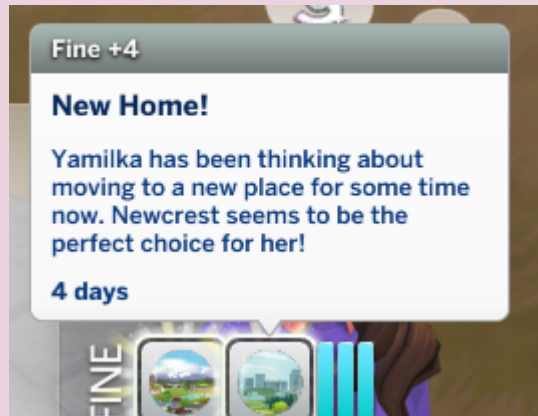 Fine +4
New Home!
Yamilka has been thinking about
moving to a new place for some time
now. Newcrest seems to be the
perfect choice for her!
4 days
FINE